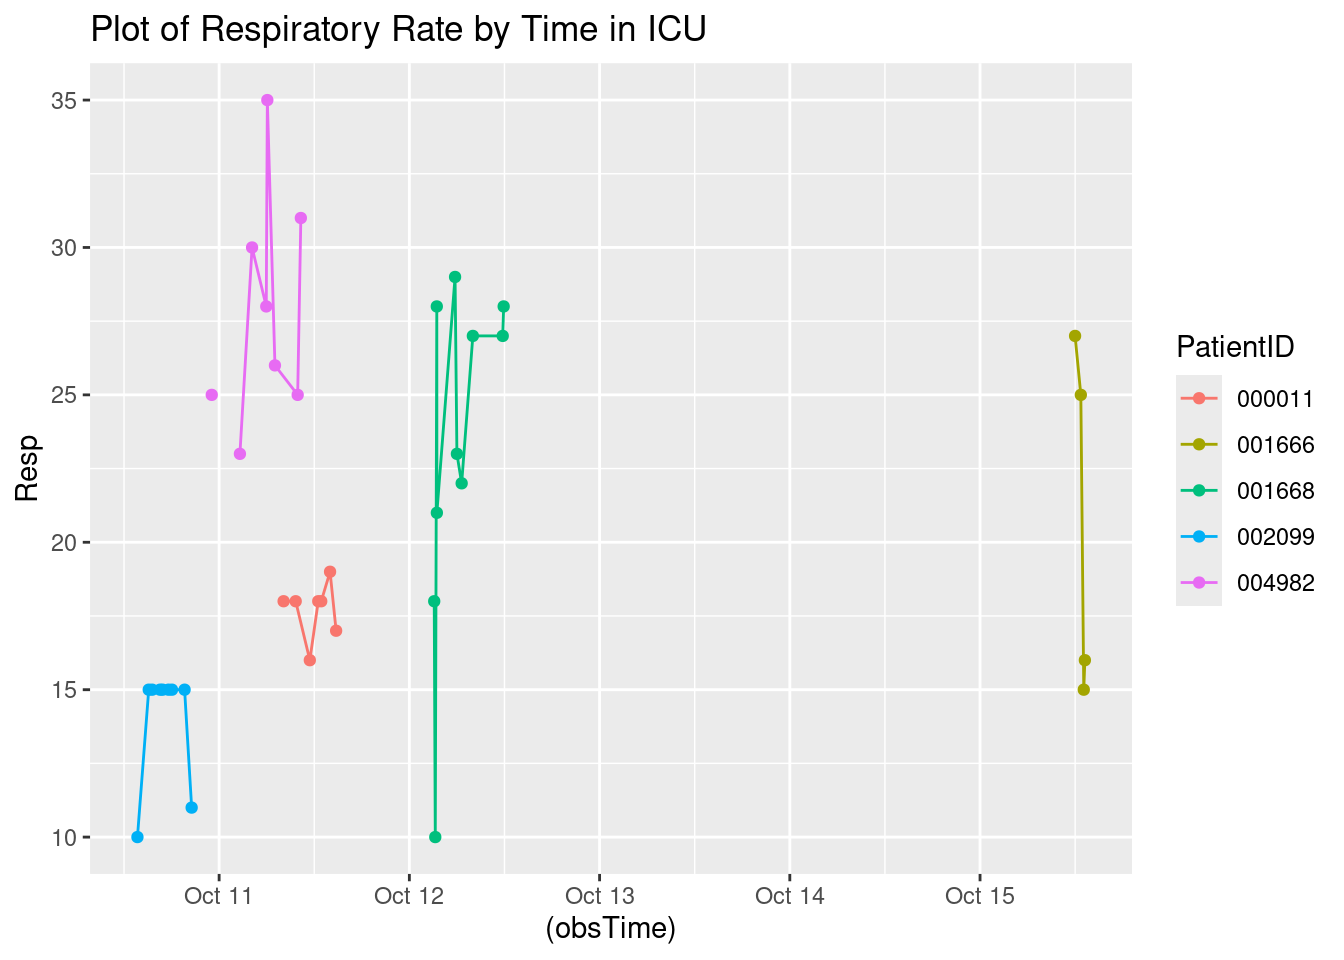 Plot of Respiratory Rate by Time in ICU
35
30
25
20
15
10
Resp
Oct 11 Oct 12 Oct 13 Oct 14 Oct 15
(obsTime)
PatientID
000011
001666
001668
002099
004982